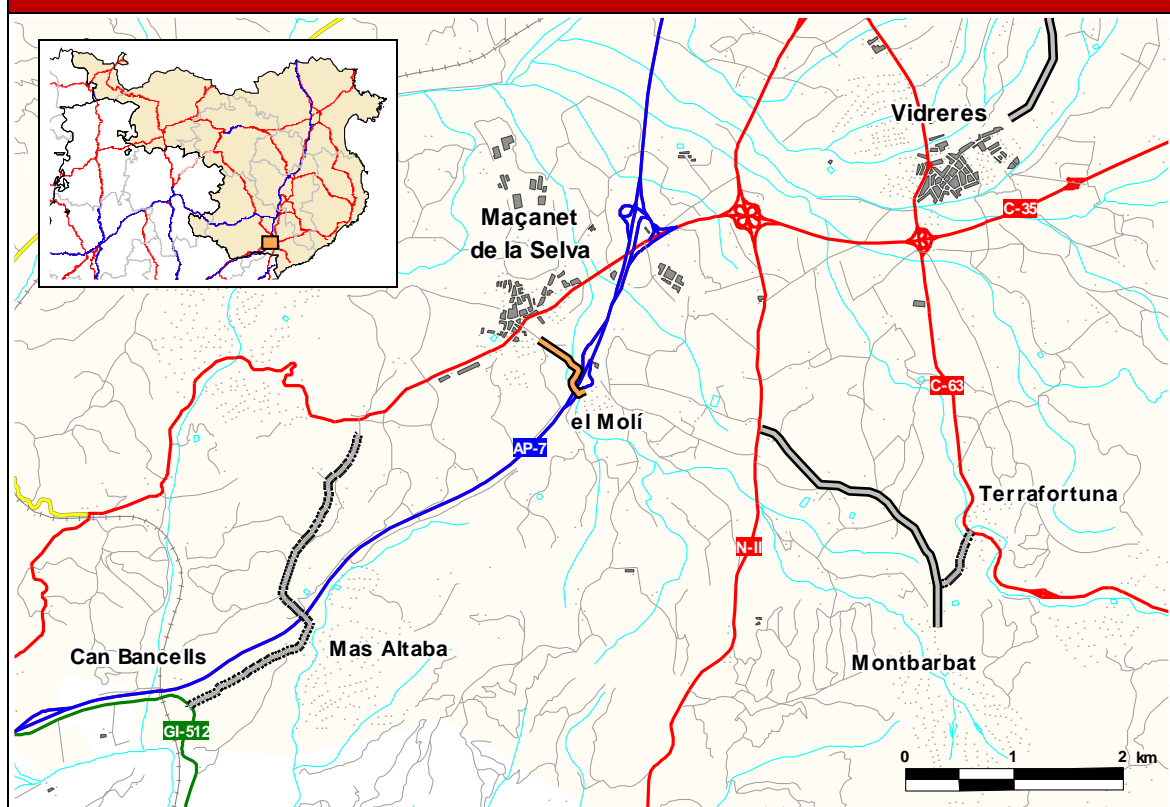 Vidreres
Maçanet
de la Selva
C-35
C-63
el Molí
AP-7
Terrafortuna
N-II
Can Bancells
Mas Altaba
Montbarbat
GI-512
0 1 2 km